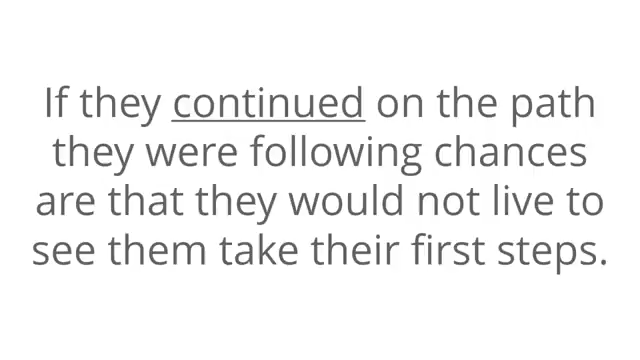 If they continued on the path
they were following chances
are that they would not live to
see them take their first steps.